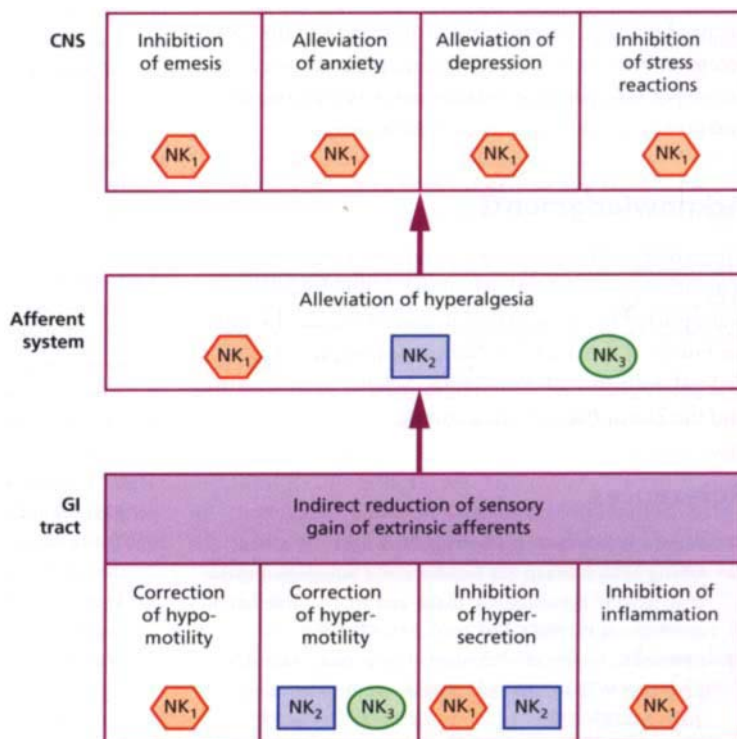 CNS
Inhibition
of emesis
NK₁
Alleviation
of anxiety
NK₁
Alleviation of
depression
NK₁
Inhibition
of stress
reactions
NK₁
Afferent
system
Alleviation of hyperalgesia
NK₁
NK₂
NK₃
GI
tract
Indirect reduction of sensory
gain of extrinsic afferents
Correction
of hypo-
motility
NK₁
Correction
of hyper-
motility
NK₂ NK₃
Inhibition
of hyper-
secretion
NK₁ NK₂
Inhibition of
inflammation
NK₁